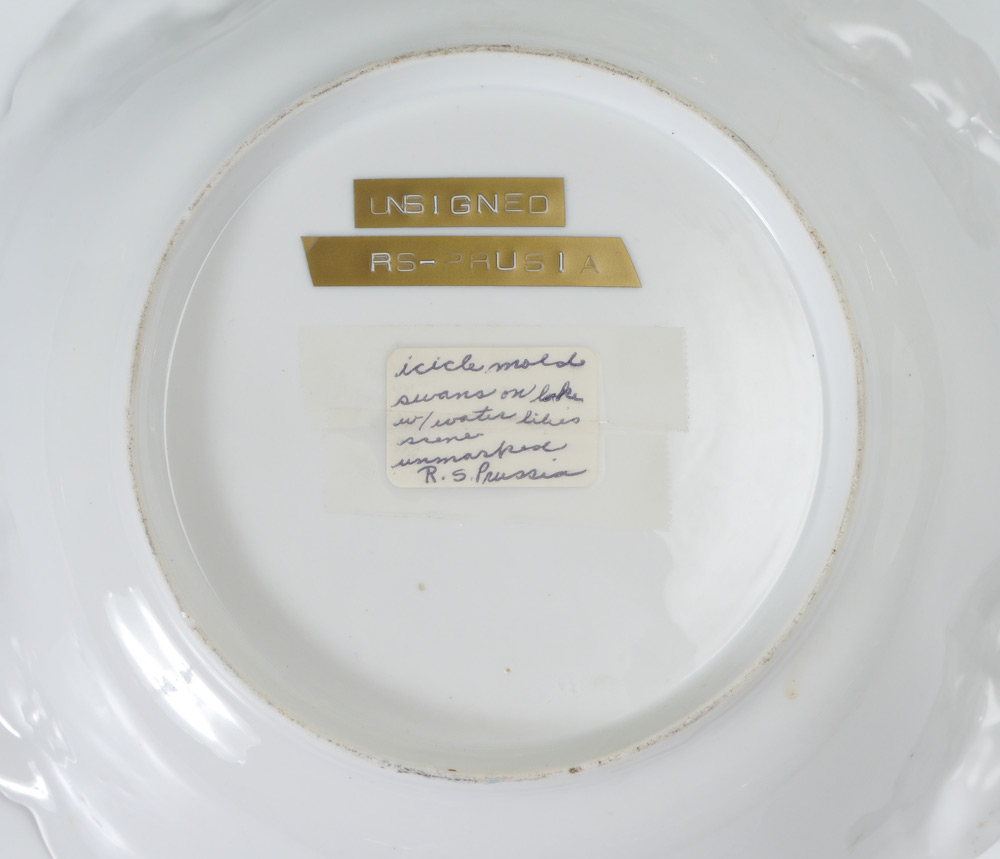 UNSIGNED
RS-PRUSIA
icicle mold
swans on lake
w/water lilies
scene
unmarked
R.S.Prussia